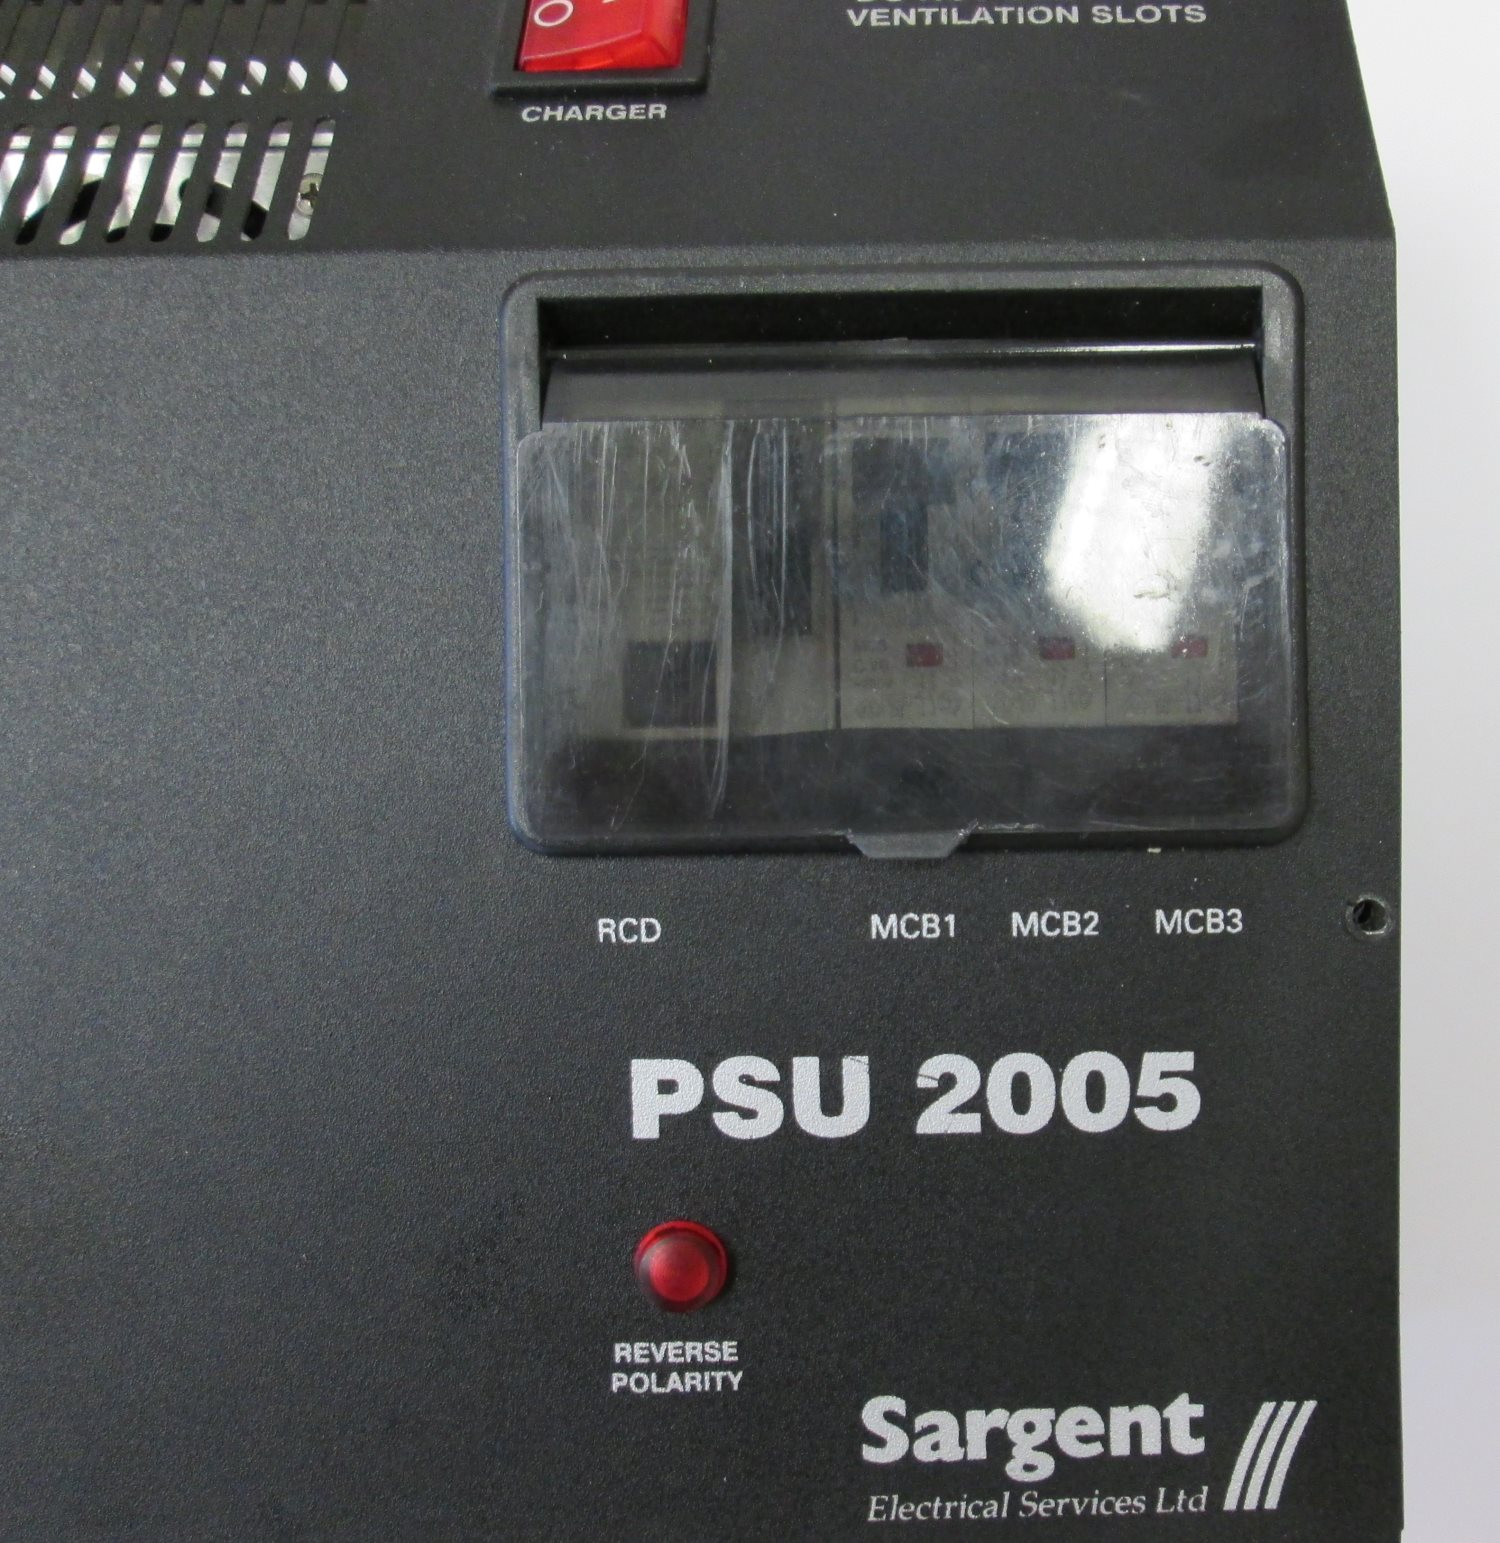 VENTILATION SLOTS
CHARGER
RCD MCB1 MCB2 MCB3
PSU 2005
REVERSE
POLARITY
Sargent
Electrical Services Ltd